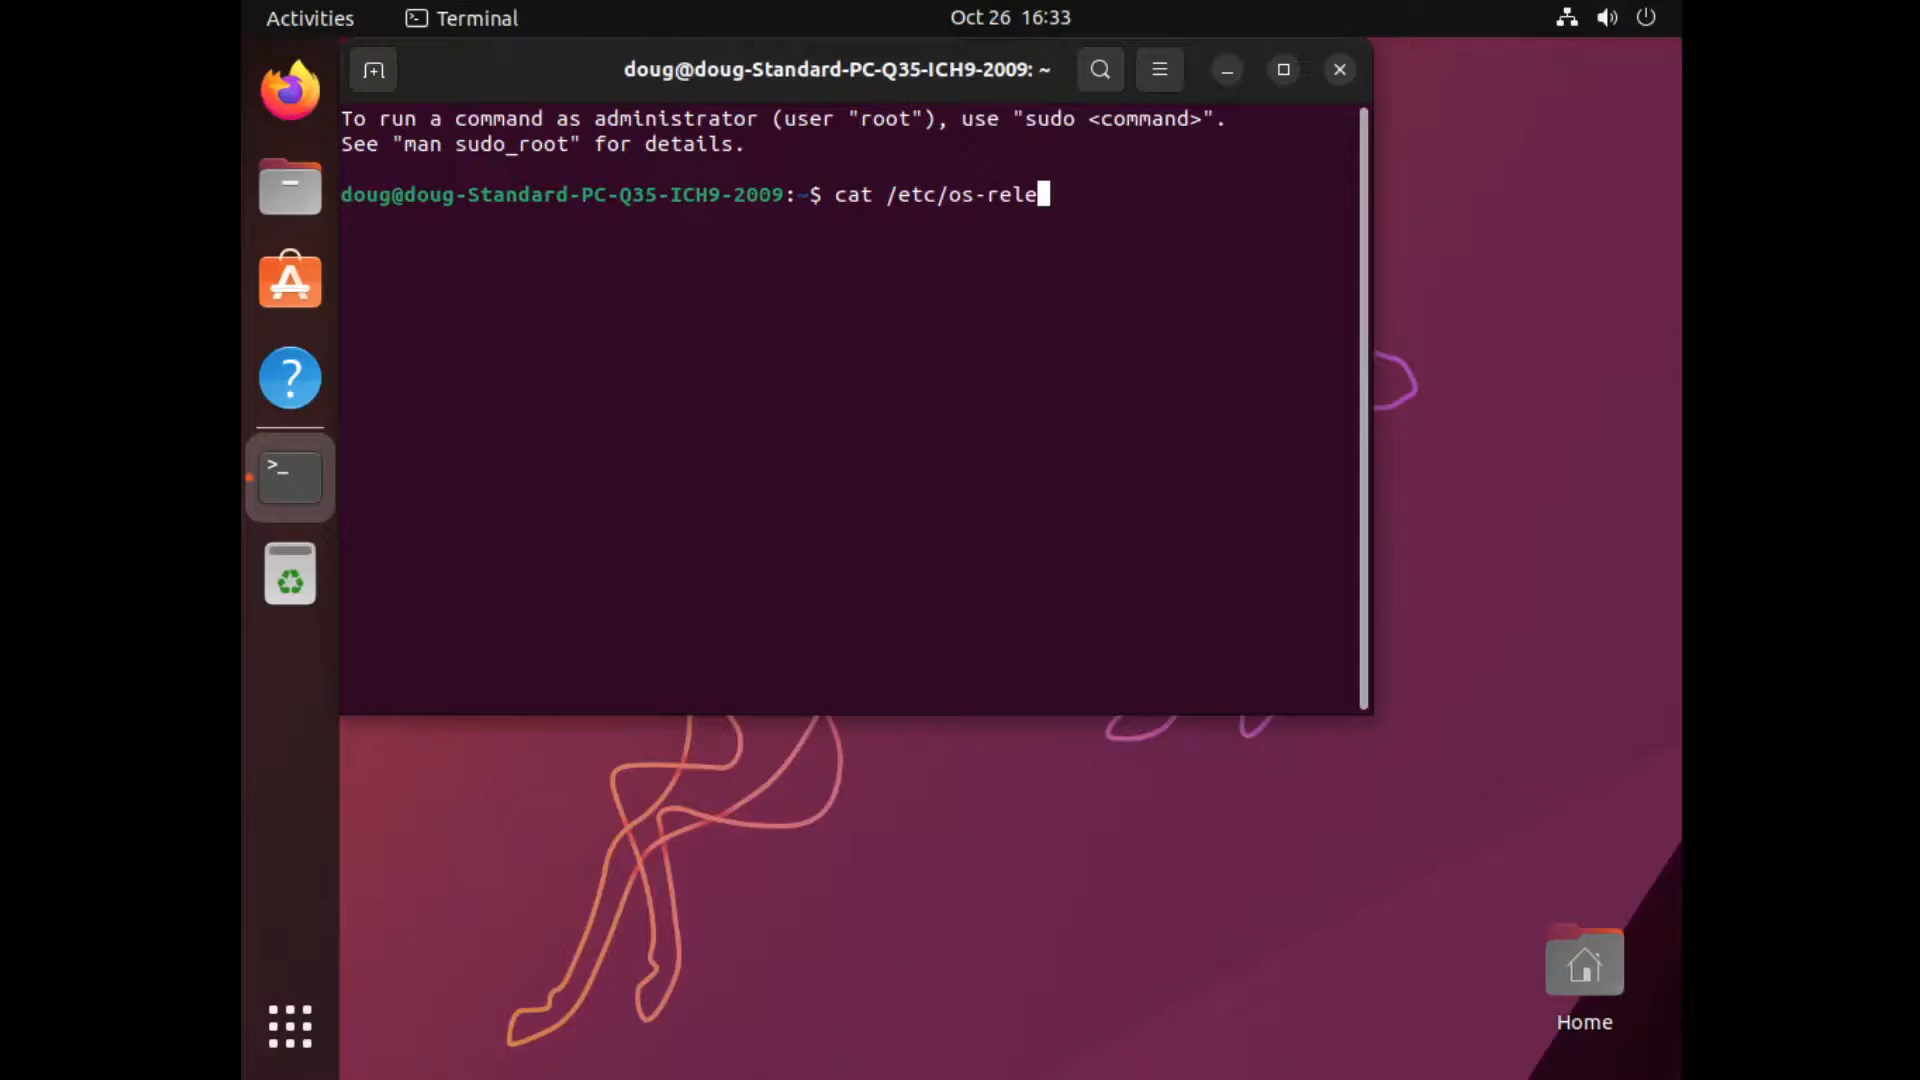 Activities
Terminal
Oct 26 16:33
doug@doug-Standard-PC-Q35-ICH9-2009: ~
To run a command as administrator (user "root"), use "sudo <command>".
See "man sudo_root" for details.
doug@doug-Standard-PC-Q35-ICH9-2009:~$ cat /etc/os-rele
Home